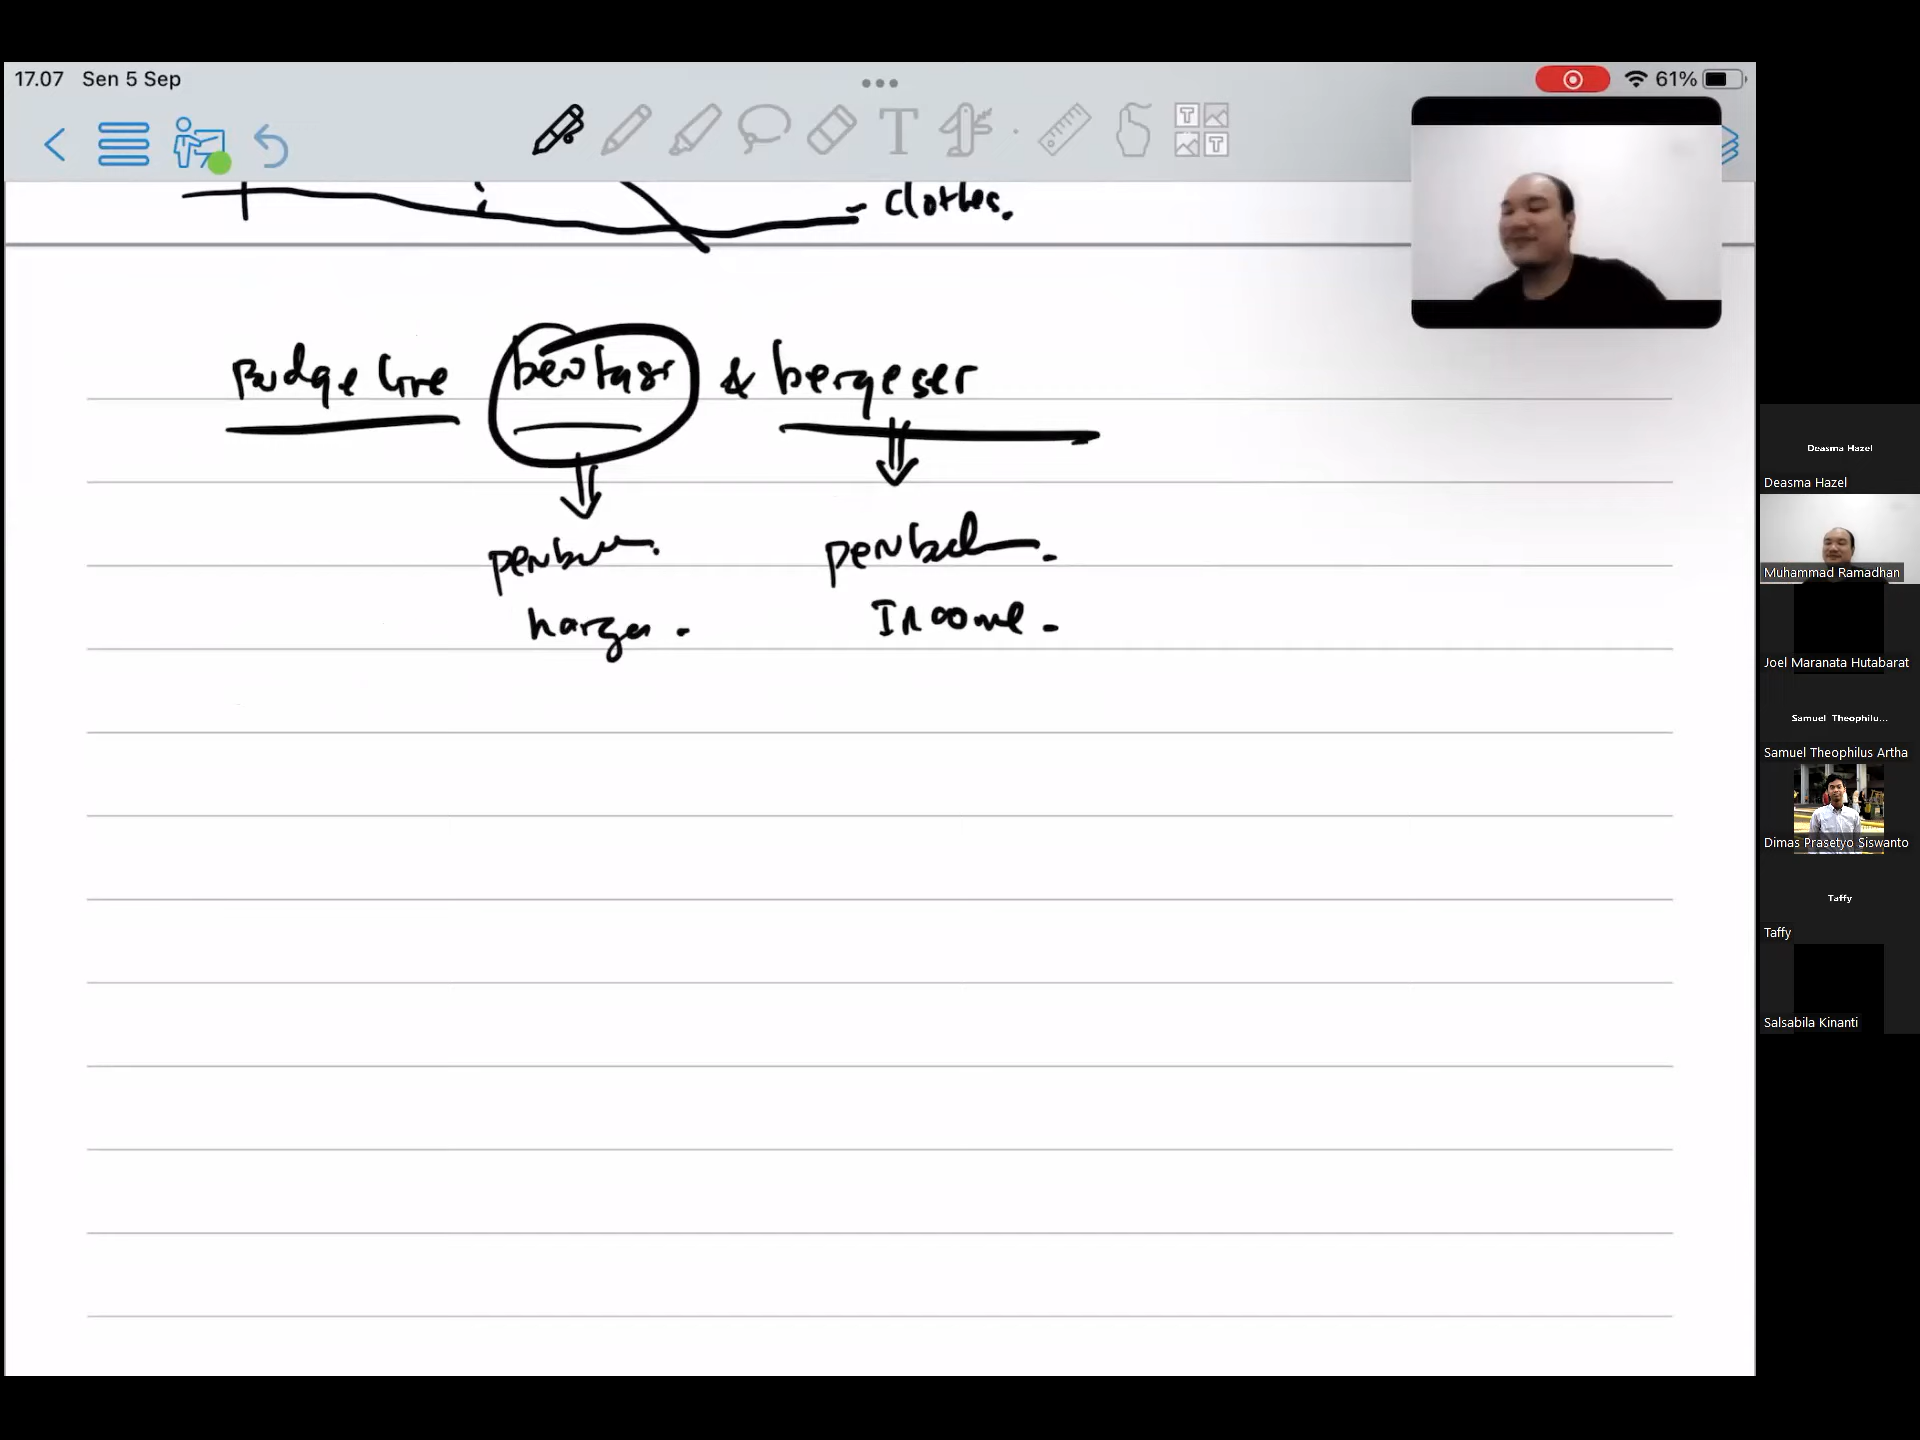 17.07 Sen 5 Sep
61%
clothes.
Budge line berotasi & bergeser
harga.
Income.
Deasma Hazel
Deasma Hazel
Muhammad Ramadhan
Joel Maranata Hutabarat
Samuel Theophilu...
Samuel Theophilus Artha
Dimas Prasetyo Siswanto
Taffy
Taffy
Salsabila Kinanti